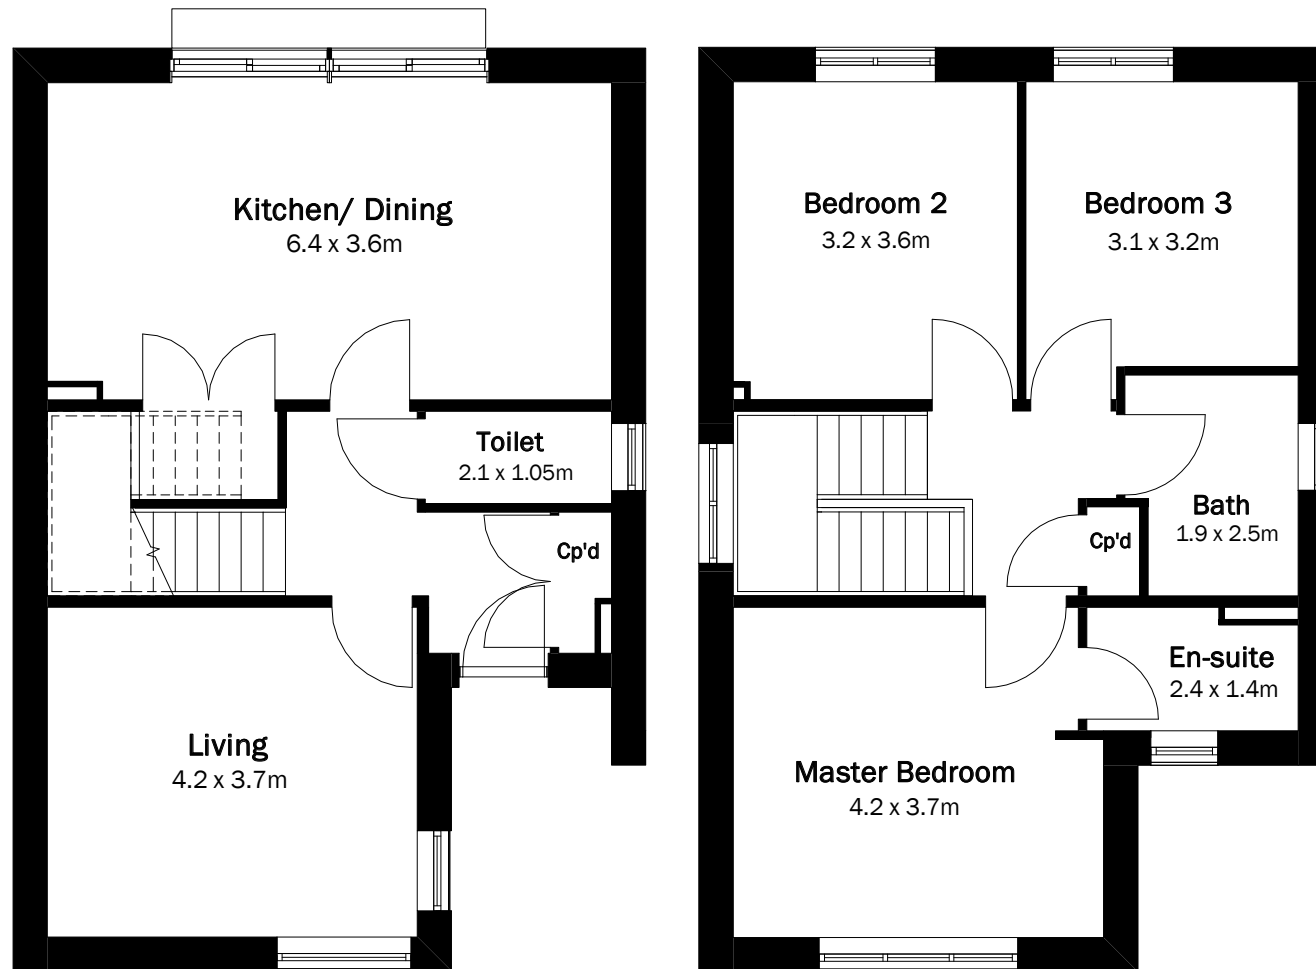 Kitchen/ Dining
6.4 x 3.6m
Toilet
2.1 x 1.05m
Cp'd
Living
4.2 x 3.7m
Bedroom 2
3.2 x 3.6m
Bedroom 3
3.1 x 3.2m
Bath
1.9 x 2.5m
Cp'd
En-suite
2.4 x 1.4m
Master Bedroom
4.2 x 3.7m